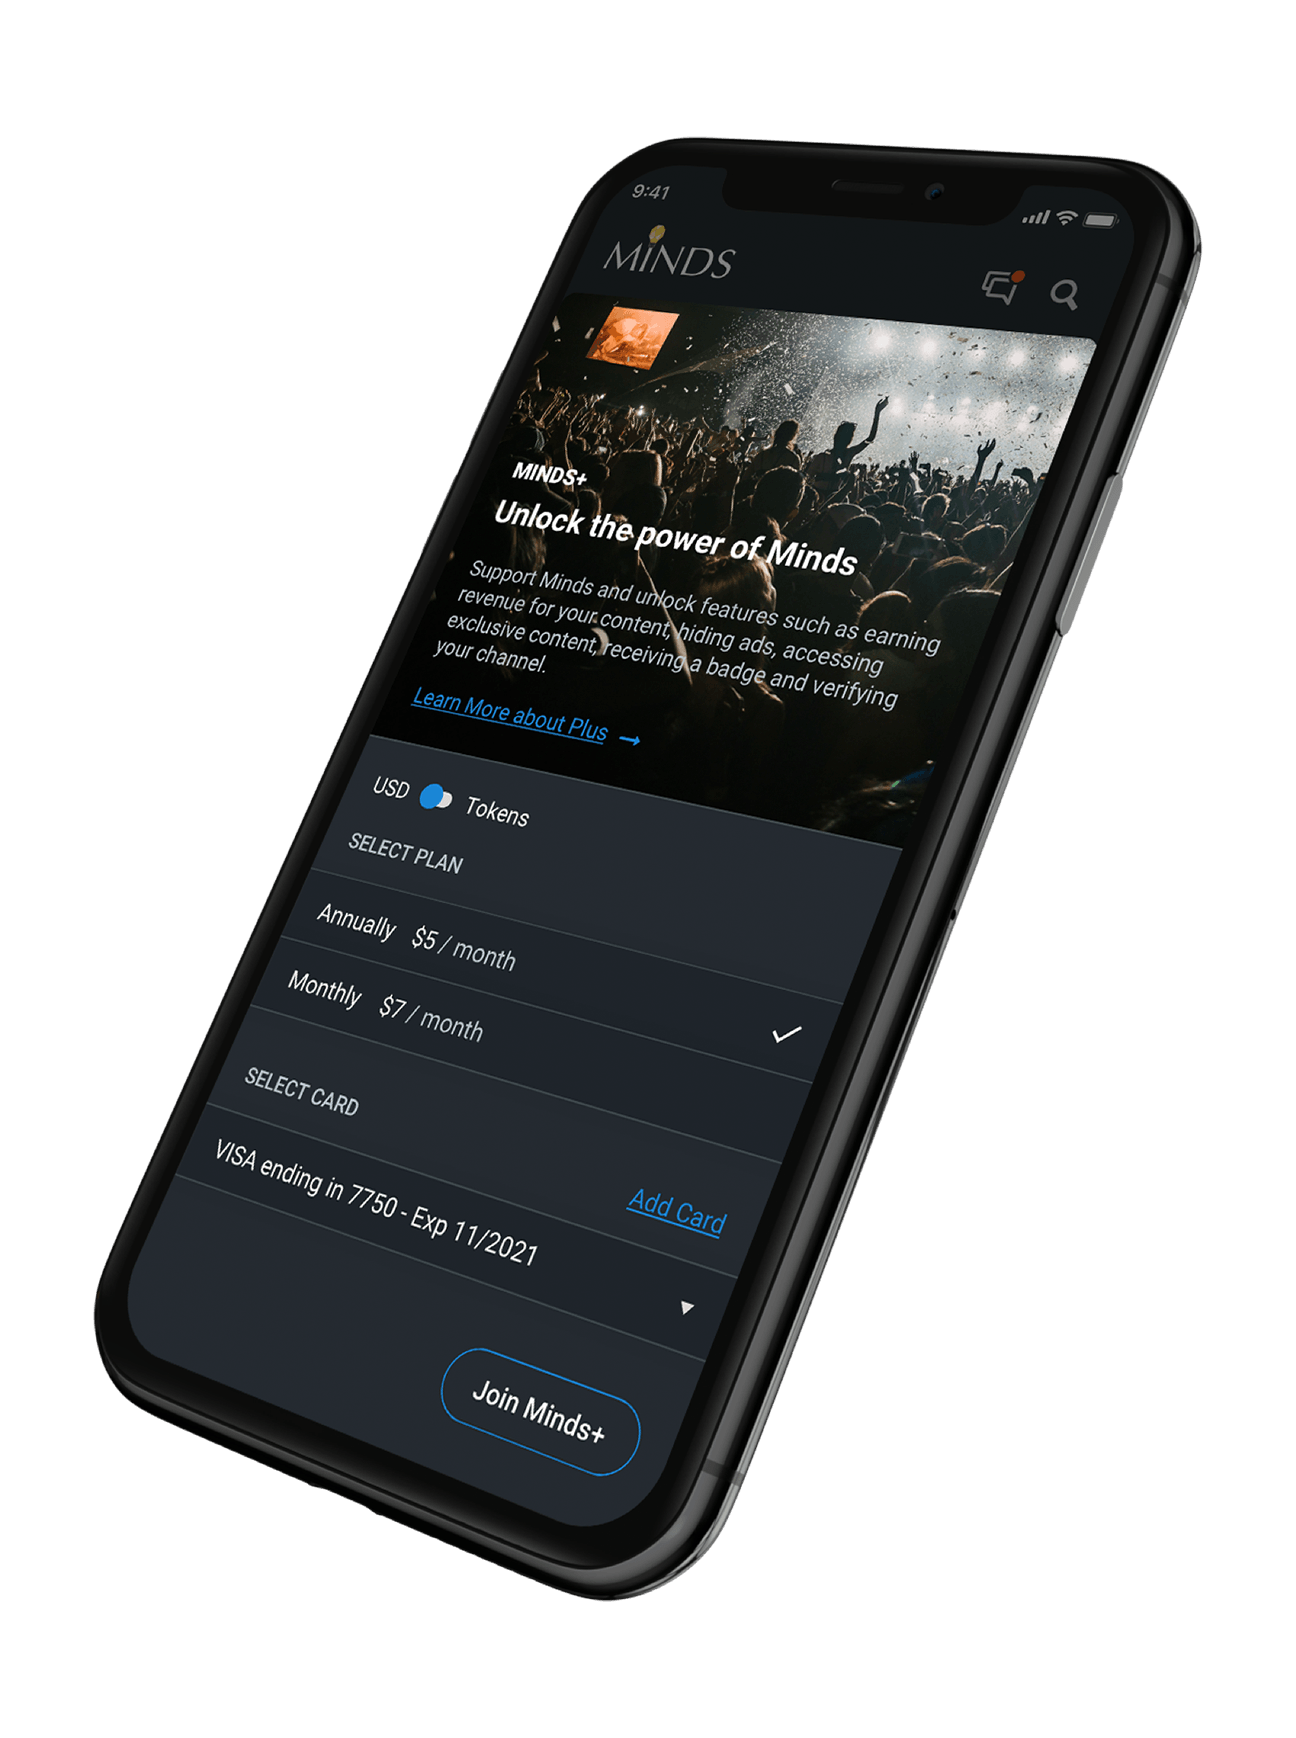 9:41
MINDS
MINDS+
Unlock the power of Minds
Support Minds and unlock features such as earning
revenue for your content, hiding ads, accessing
exclusive content, receiving a badge and verifying
your channel.
Learn More about Plus →
USD Tokens
SELECT PLAN
Annually $5 / month
Monthly $7 / month
SELECT CARD
Add Card
VISA ending in 7750 - Exp 11/2021
Join Minds+